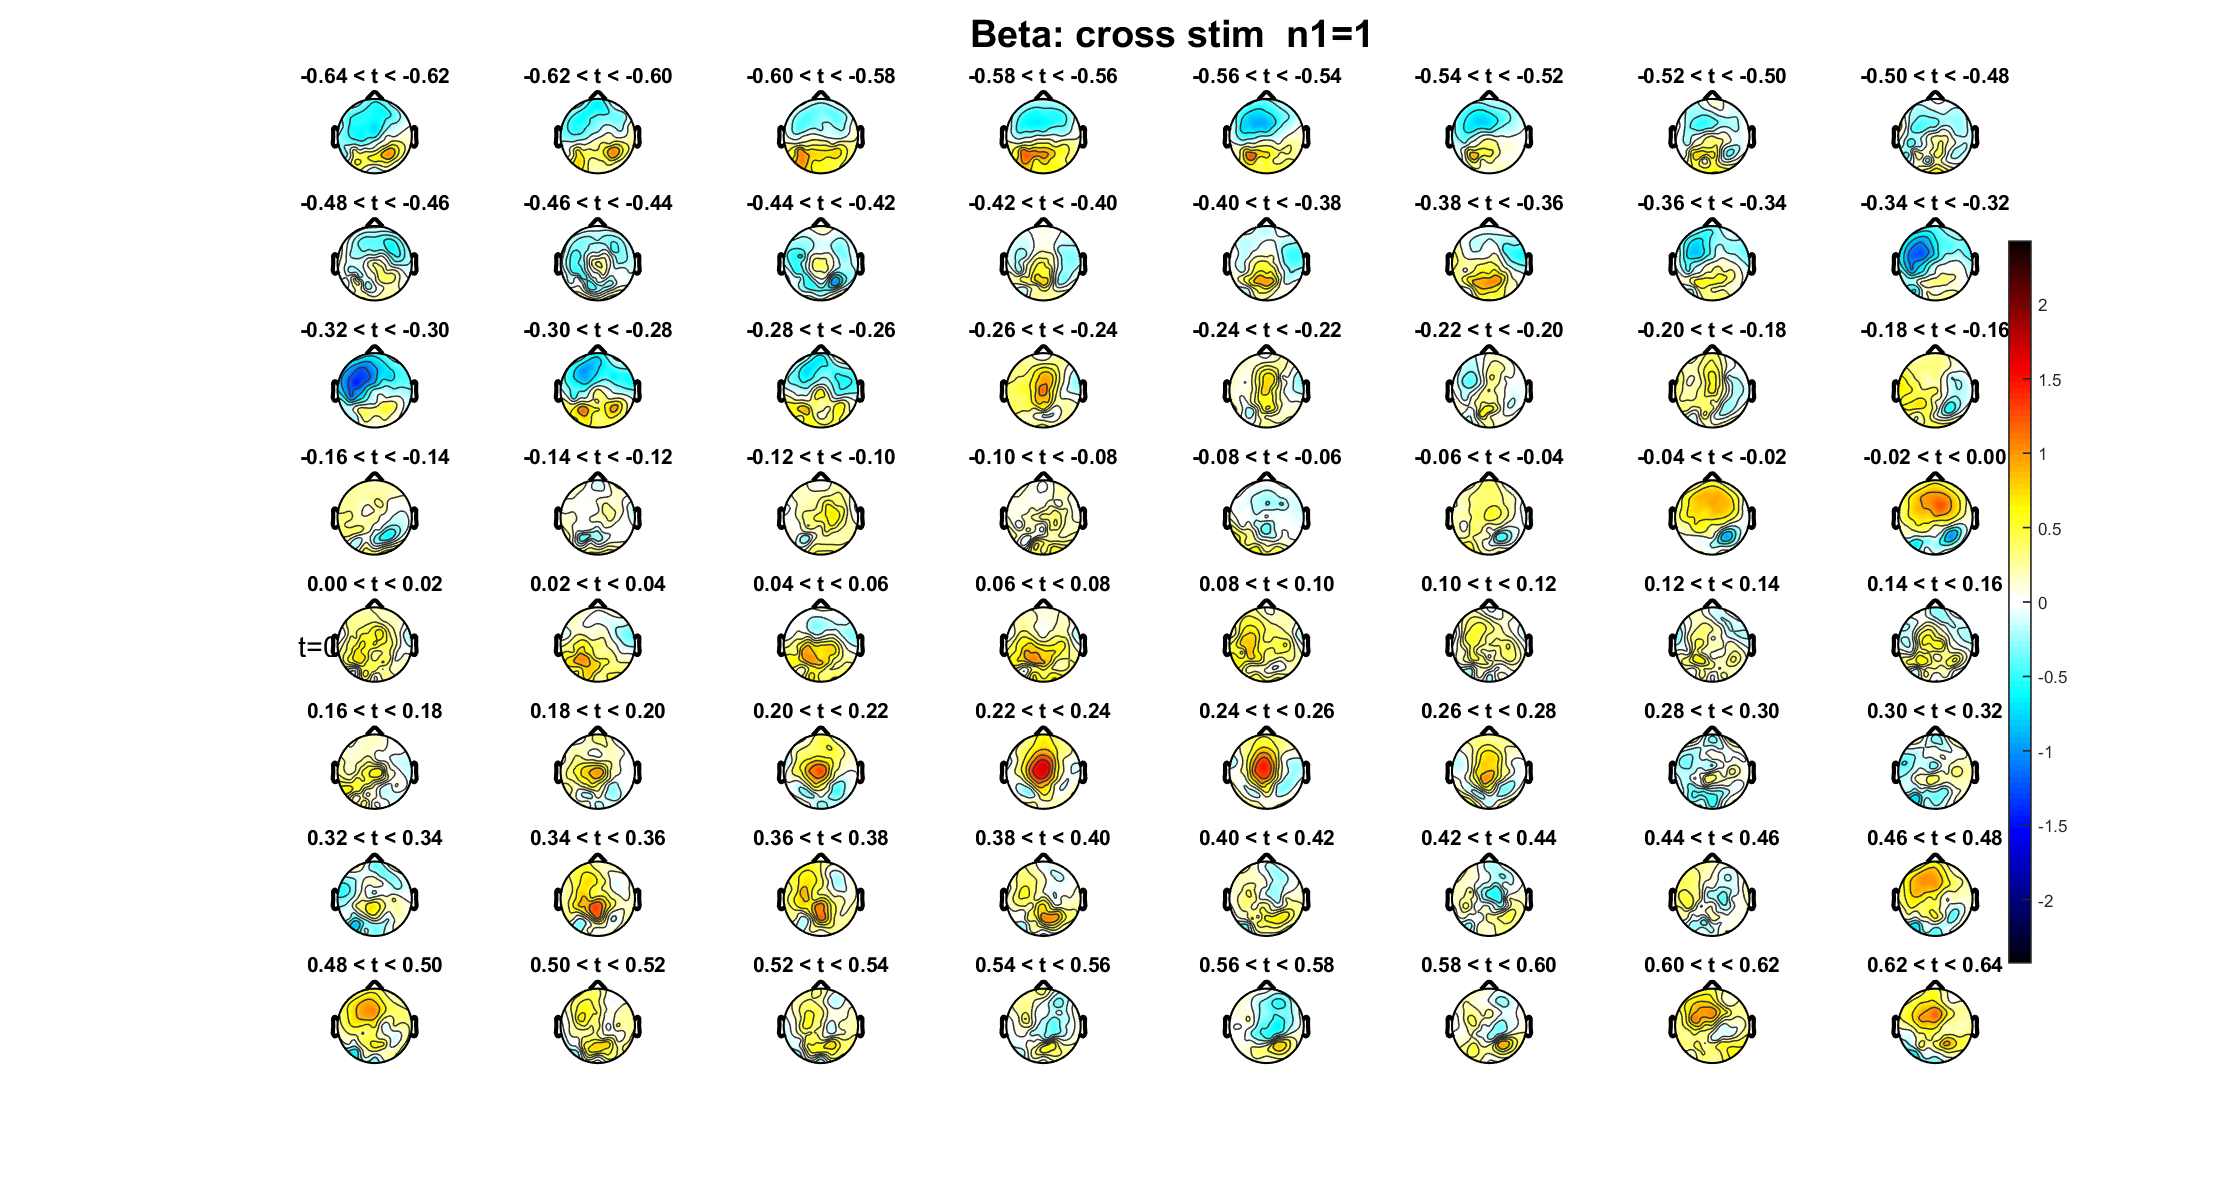 Beta: cross stim  n1=1
-0.64 < t < -0.62 -0.62 < t < -0.60 -0.60 < t < -0.58 -0.58 < t < -0.56 -0.56 < t < -0.54 -0.54 < t < -0.52 -0.52 < t < -0.50 -0.50 < t < -0.48
-0.48 < t < -0.46 -0.46 < t < -0.44 -0.44 < t < -0.42 -0.42 < t < -0.40 -0.40 < t < -0.38 -0.38 < t < -0.36 -0.36 < t < -0.34 -0.34 < t < -0.32
-0.32 < t < -0.30 -0.30 < t < -0.28 -0.28 < t < -0.26 -0.26 < t < -0.24 -0.24 < t < -0.22 -0.22 < t < -0.20 -0.20 < t < -0.18 -0.18 < t < -0.16
-0.16 < t < -0.14 -0.14 < t < -0.12 -0.12 < t < -0.10 -0.10 < t < -0.08 -0.08 < t < -0.06 -0.06 < t < -0.04 -0.04 < t < -0.02 -0.02 < t < 0.00
0.00 < t < 0.02 0.02 < t < 0.04 0.04 < t < 0.06 0.06 < t < 0.08 0.08 < t < 0.10 0.10 < t < 0.12 0.12 < t < 0.14 0.14 < t < 0.16
t=0
0.16 < t < 0.18 0.18 < t < 0.20 0.20 < t < 0.22 0.22 < t < 0.24 0.24 < t < 0.26 0.26 < t < 0.28 0.28 < t < 0.30 0.30 < t < 0.32
0.32 < t < 0.34 0.34 < t < 0.36 0.36 < t < 0.38 0.38 < t < 0.40 0.40 < t < 0.42 0.42 < t < 0.44 0.44 < t < 0.46 0.46 < t < 0.48
0.48 < t < 0.50 0.50 < t < 0.52 0.52 < t < 0.54 0.54 < t < 0.56 0.56 < t < 0.58 0.58 < t < 0.60 0.60 < t < 0.62 0.62 < t < 0.64
2
1.5
1
0.5
0
-0.5
-1
-1.5
-2